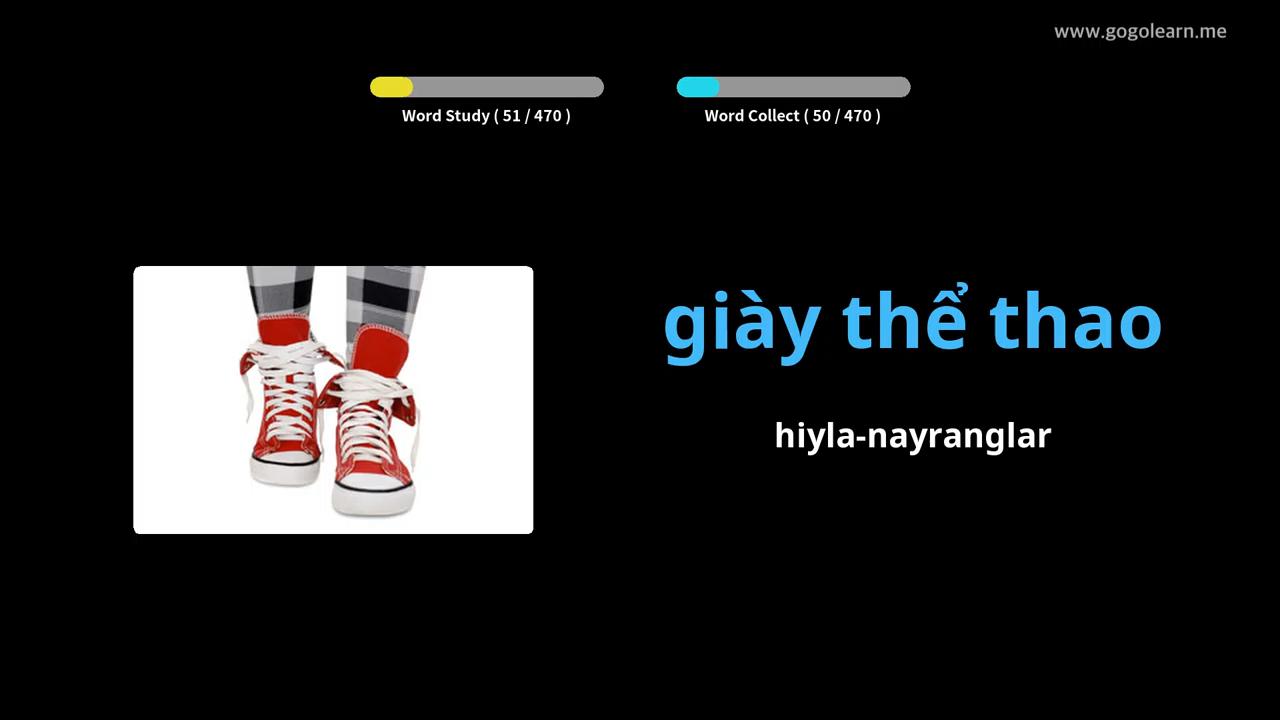 www.gogolearn.me
Word Study ( 51 / 470 )
Word Collect ( 50 / 470 )
giày thể thao
hiyla-nayranglar